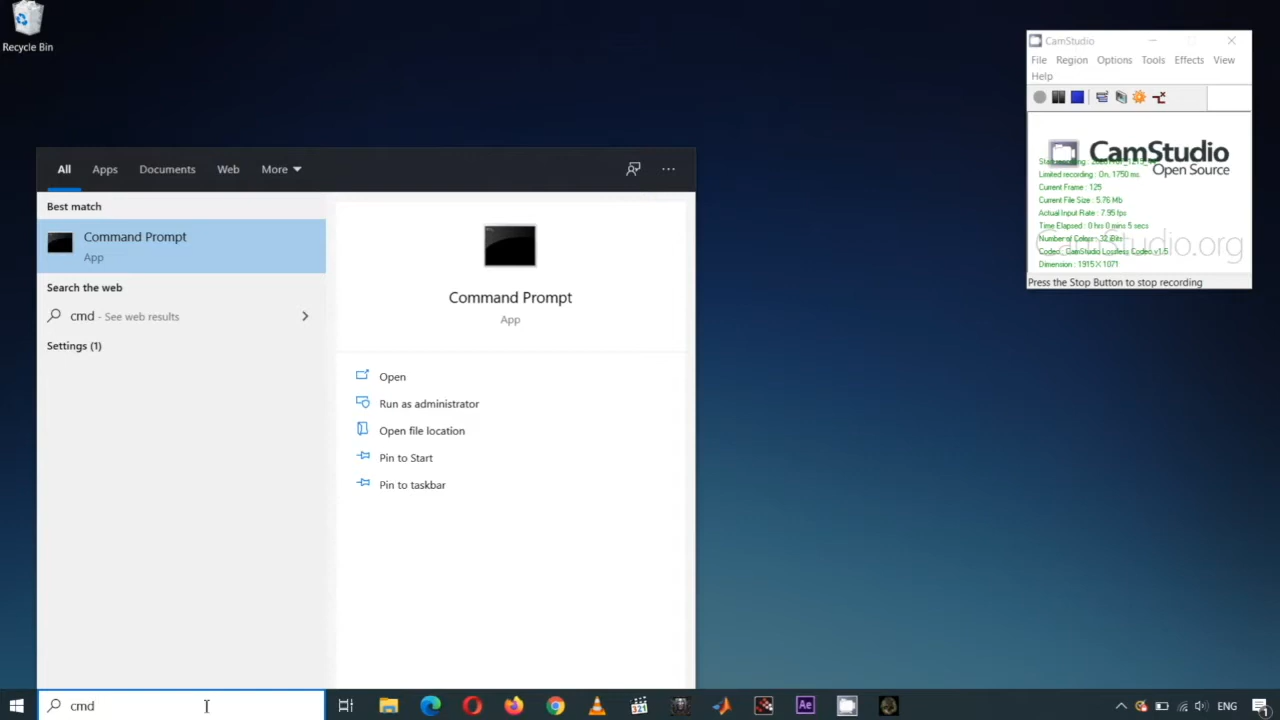 Recycle Bin
CamStudio
File Region Options Tools Effects View
Help
CamStudio
Open Source
Limited recording : On, 1750 ms.
Current Frame : 125
Current File Size : 5.76 Mb
Actual Input Rate : 7.95 fps
Time Elapsed : 0 hrs 0 mins 5 secs
Number of Colors : 32 Bits
CamStudio.org
Codec : CamStudio Lossless Codec v1.5
Dimension : 1915 X 1071
Press the Stop Button to stop recording
All Apps Documents Web More
Best match
Command Prompt
App
Search the web
cmd - See web results
Settings (1)
Command Prompt
App
Open
Run as administrator
Open file location
Pin to Start
Pin to taskbar
cmd
Ae
ENG
1